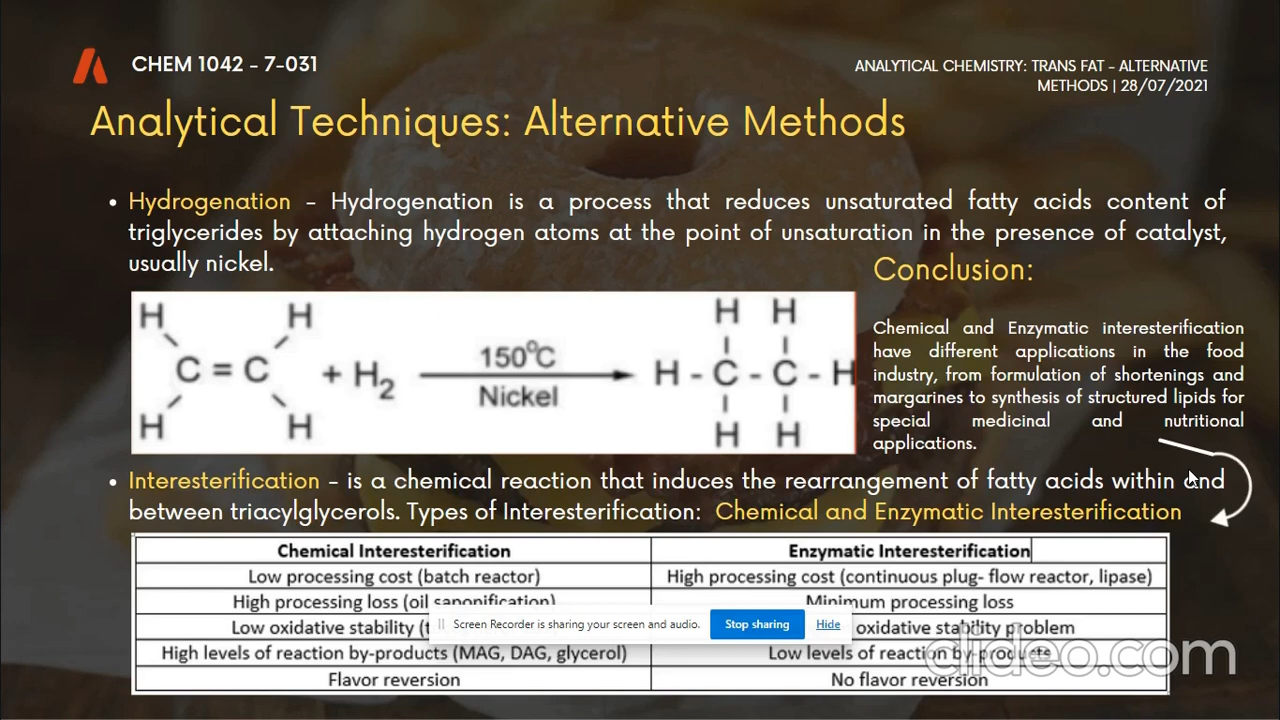 CHEM 1042 - 7-031
ANALYTICAL CHEMISTRY: TRANS FAT - ALTERNATIVE
METHODS | 28/07/2021
Analytical Techniques: Alternative Methods
• Hydrogenation - Hydrogenation is a process that reduces unsaturated fatty acids content of
triglycerides by attaching hydrogen atoms at the point of unsaturation in the presence of catalyst,
usually nickel.
H H
C = C
H H
+ H2
150°C
Nickel
H H
H - C - C - H
H H
Conclusion:
Chemical and Enzymatic interesterification
have different applications in the food
industry, from formulation of shortenings and
margarines to synthesis of structured lipids for
special medicinal and nutritional
applications.
• Interesterification - is a chemical reaction that induces the rearrangement of fatty acids within and
between triacylglycerols. Types of Interesterification: Chemical and Enzymatic Interesterification
Chemical Interesterification Enzymatic Interesterification
Low processing cost (batch reactor) High processing cost (continuous plug- flow reactor, lipase)
High processing loss (oil saponification) Minimum processing loss
Low oxidative stability ( oxidative stability problem
High levels of reaction by-products (MAG, DAG, glycerol) Low levels of reaction by-products
Flavor reversion No flavor reversion
Screen Recorder is sharing your screen and audio. Stop sharing Hide
clideo.com